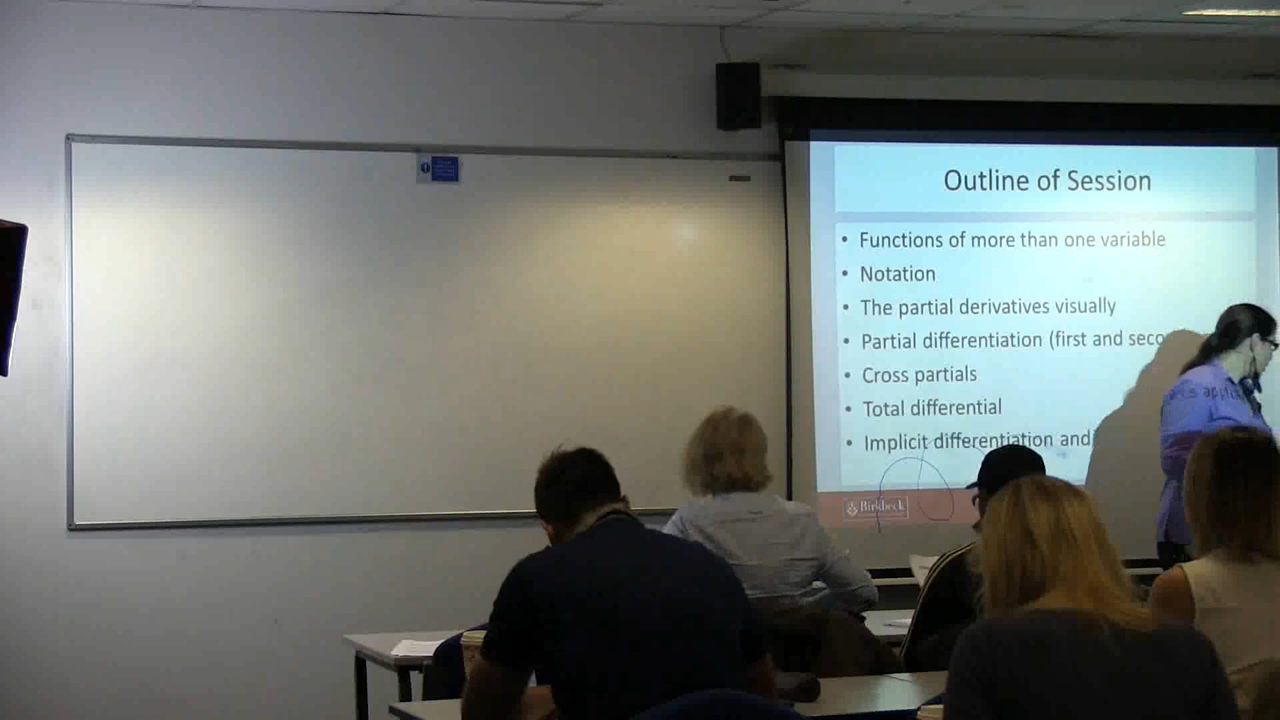 Outline of Session
• Functions of more than one variable
• Notation
• The partial derivatives visually
• Partial differentiation (first and seco
• Cross partials
• Total differential
• Implicit differentiation and
Birkbeck